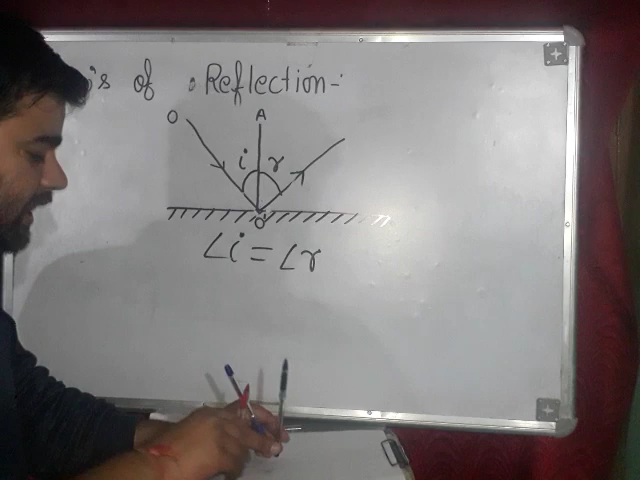 's of Reflection:-
O A
i r
O'
∠i = ∠r